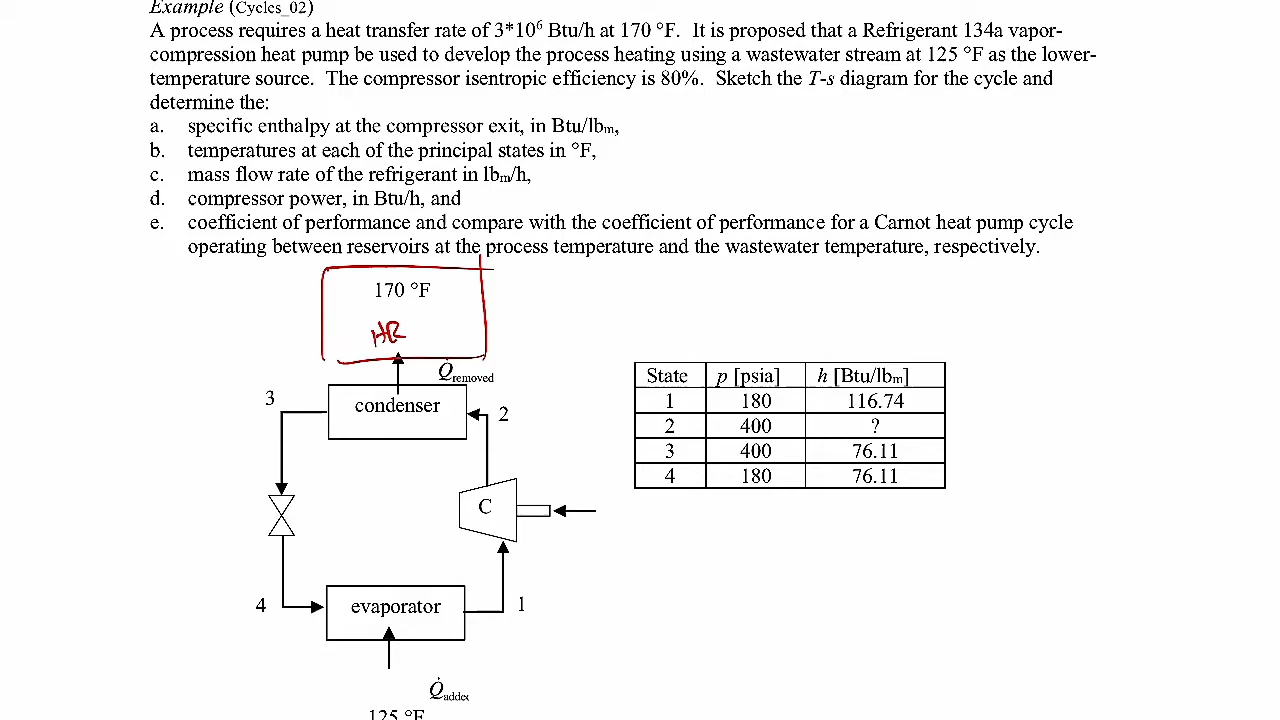 Example (Cycles_02)
A process requires a heat transfer rate of 3*10⁶ Btu/h at 170 °F. It is proposed that a Refrigerant 134a vapor-
compression heat pump be used to develop the process heating using a wastewater stream at 125 °F as the lower-
temperature source. The compressor isentropic efficiency is 80%. Sketch the T-s diagram for the cycle and
determine the:
a. specific enthalpy at the compressor exit, in Btu/lbm,
b. temperatures at each of the principal states in °F,
c. mass flow rate of the refrigerant in lbm/h,
d. compressor power, in Btu/h, and
e. coefficient of performance and compare with the coefficient of performance for a Carnot heat pump cycle
operating between reservoirs at the process temperature and the wastewater temperature, respectively.
170 °F
HR
Q̇removed
3
condenser
2
C
4
evaporator
1
Q̇addec
125 °F
State p [psia] h [Btu/lbm]
1 180 116.74
2 400 ?
3 400 76.11
4 180 76.11